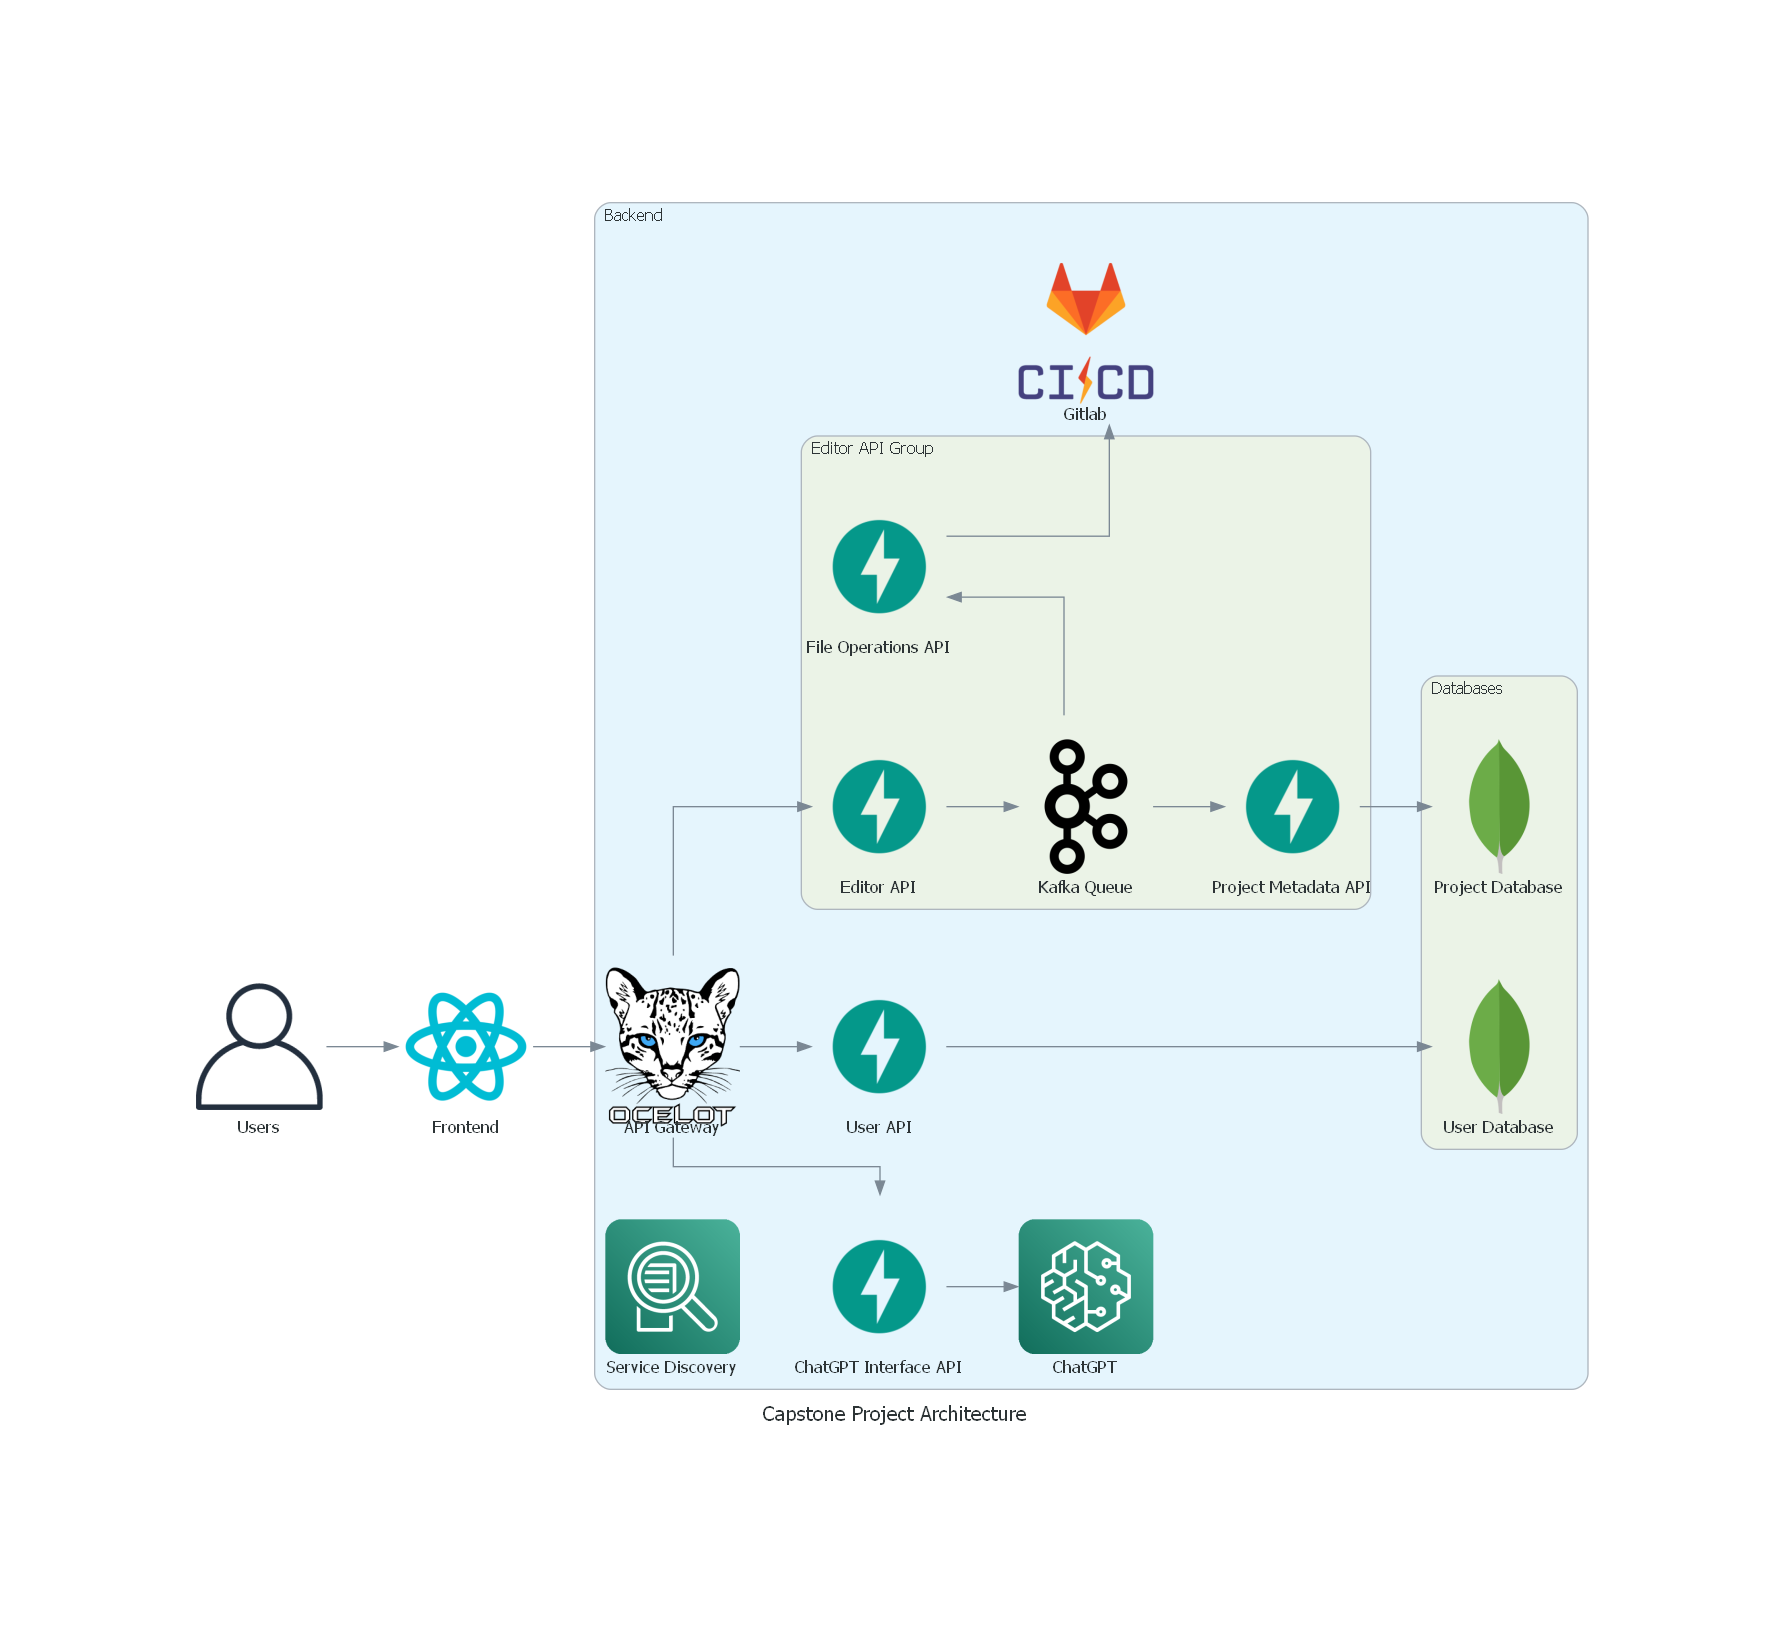 Backend
CI CD
Gitlab
Editor API Group
File Operations API
Databases
Editor API
Kafka Queue
Project Metadata API
Project Database
OCELOT
Users
Frontend
API Gateway
User API
User Database
Service Discovery
ChatGPT Interface API
ChatGPT
Capstone Project Architecture